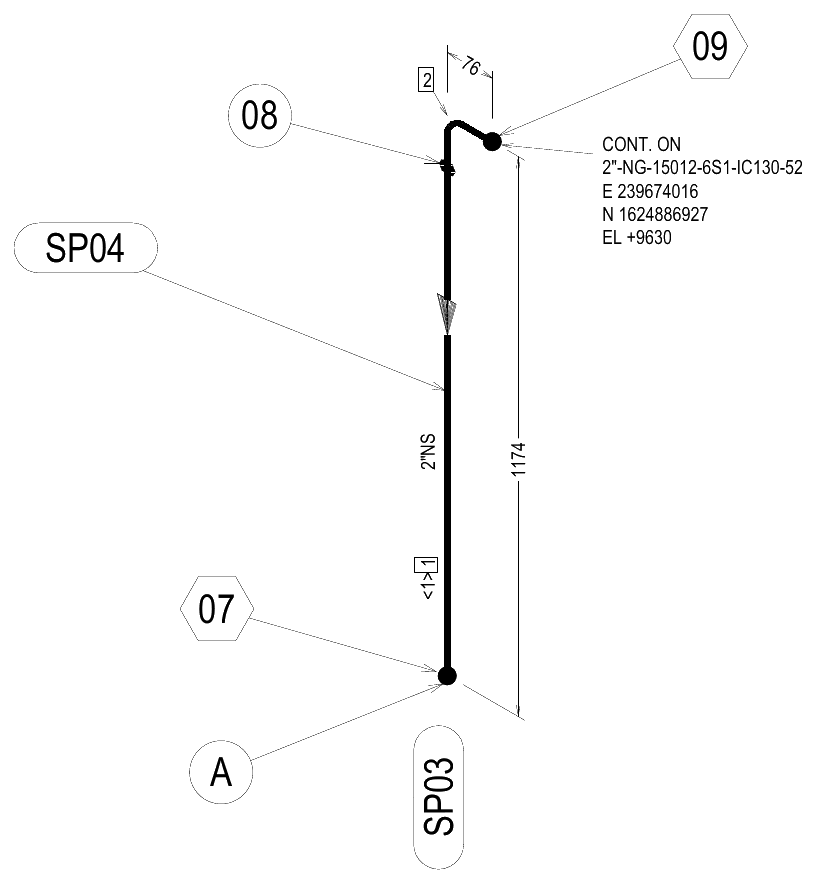 09
76
2
08
CONT. ON
2"-NG-15012-6S1-IC130-52
E 239674016
N 1624886927
EL +9630
SP04
2"NS
1174
<1>1
07
A
SP03